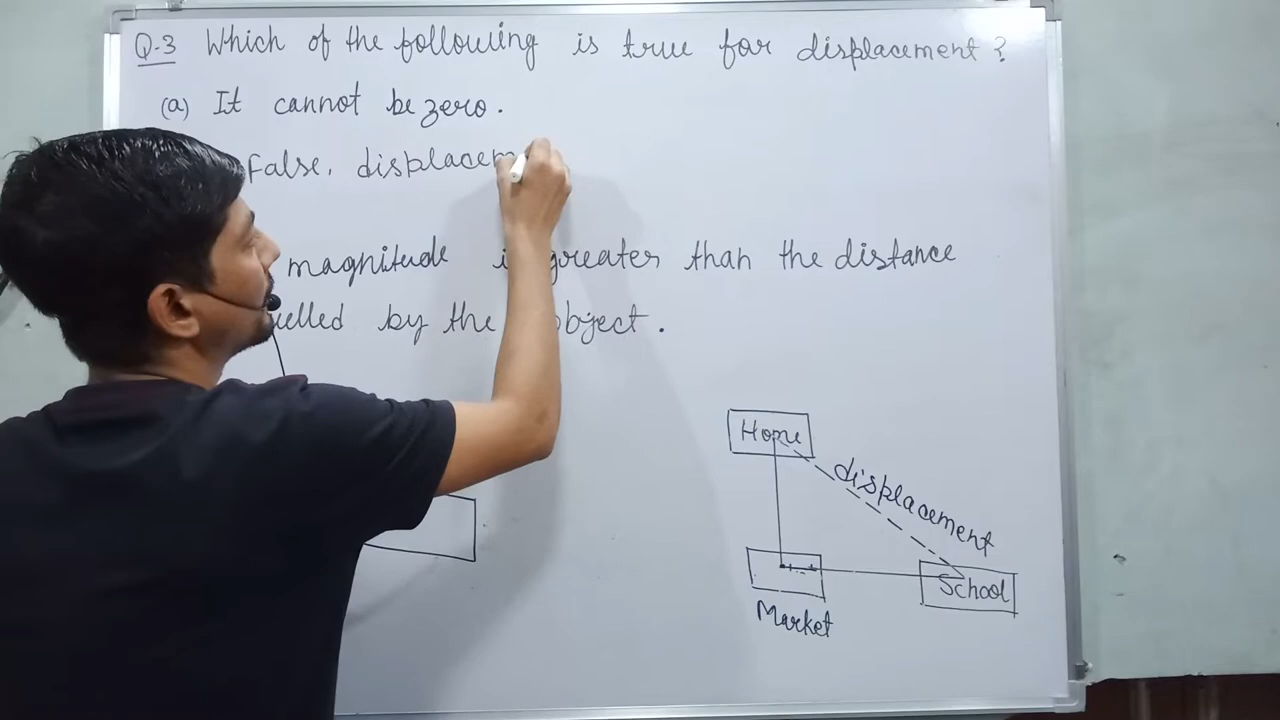 Q.3 Which of the following is true for displacement?
(a) It cannot be zero.
False, displacem
magnitude is greater than the distance
by the object.
Home
displacement
School
Market